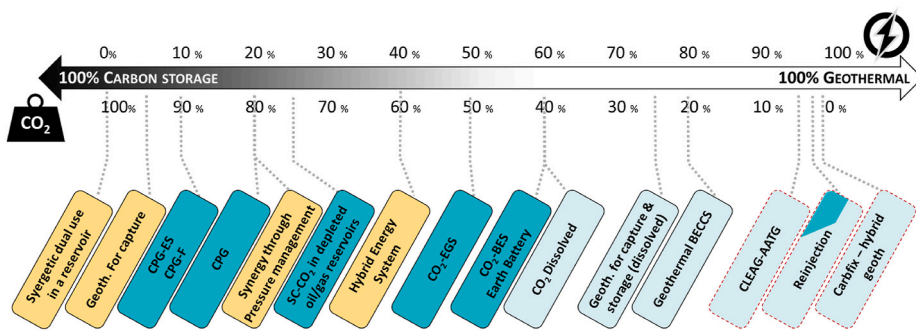 0% 10 % 20 % 30 % 40 % 50 % 60 % 70 % 80 % 90 % 100 %
100% CARBON STORAGE 100% GEOTHERMAL
100% 90 % 80 % 70 % 60 % 50 % 40 % 30 % 20 % 10 % 0 %
CO2
Syergetic dual use
in a reservoir
Geoth. For capture
CPG-ES
CPG-F
CPG
Synergy through
Pressure management
SC-CO2 in depleted
oil/gas reservoirs
Hybrid Energy
System
CO2-EGS
CO2-BES
Earth Battery
CO2 Dissolved
Geoth. for capture &
storage (dissolved)
Geothermal BECCS
CLEAG-AATG
Reinjection
Carbfix – hybrid
geoth